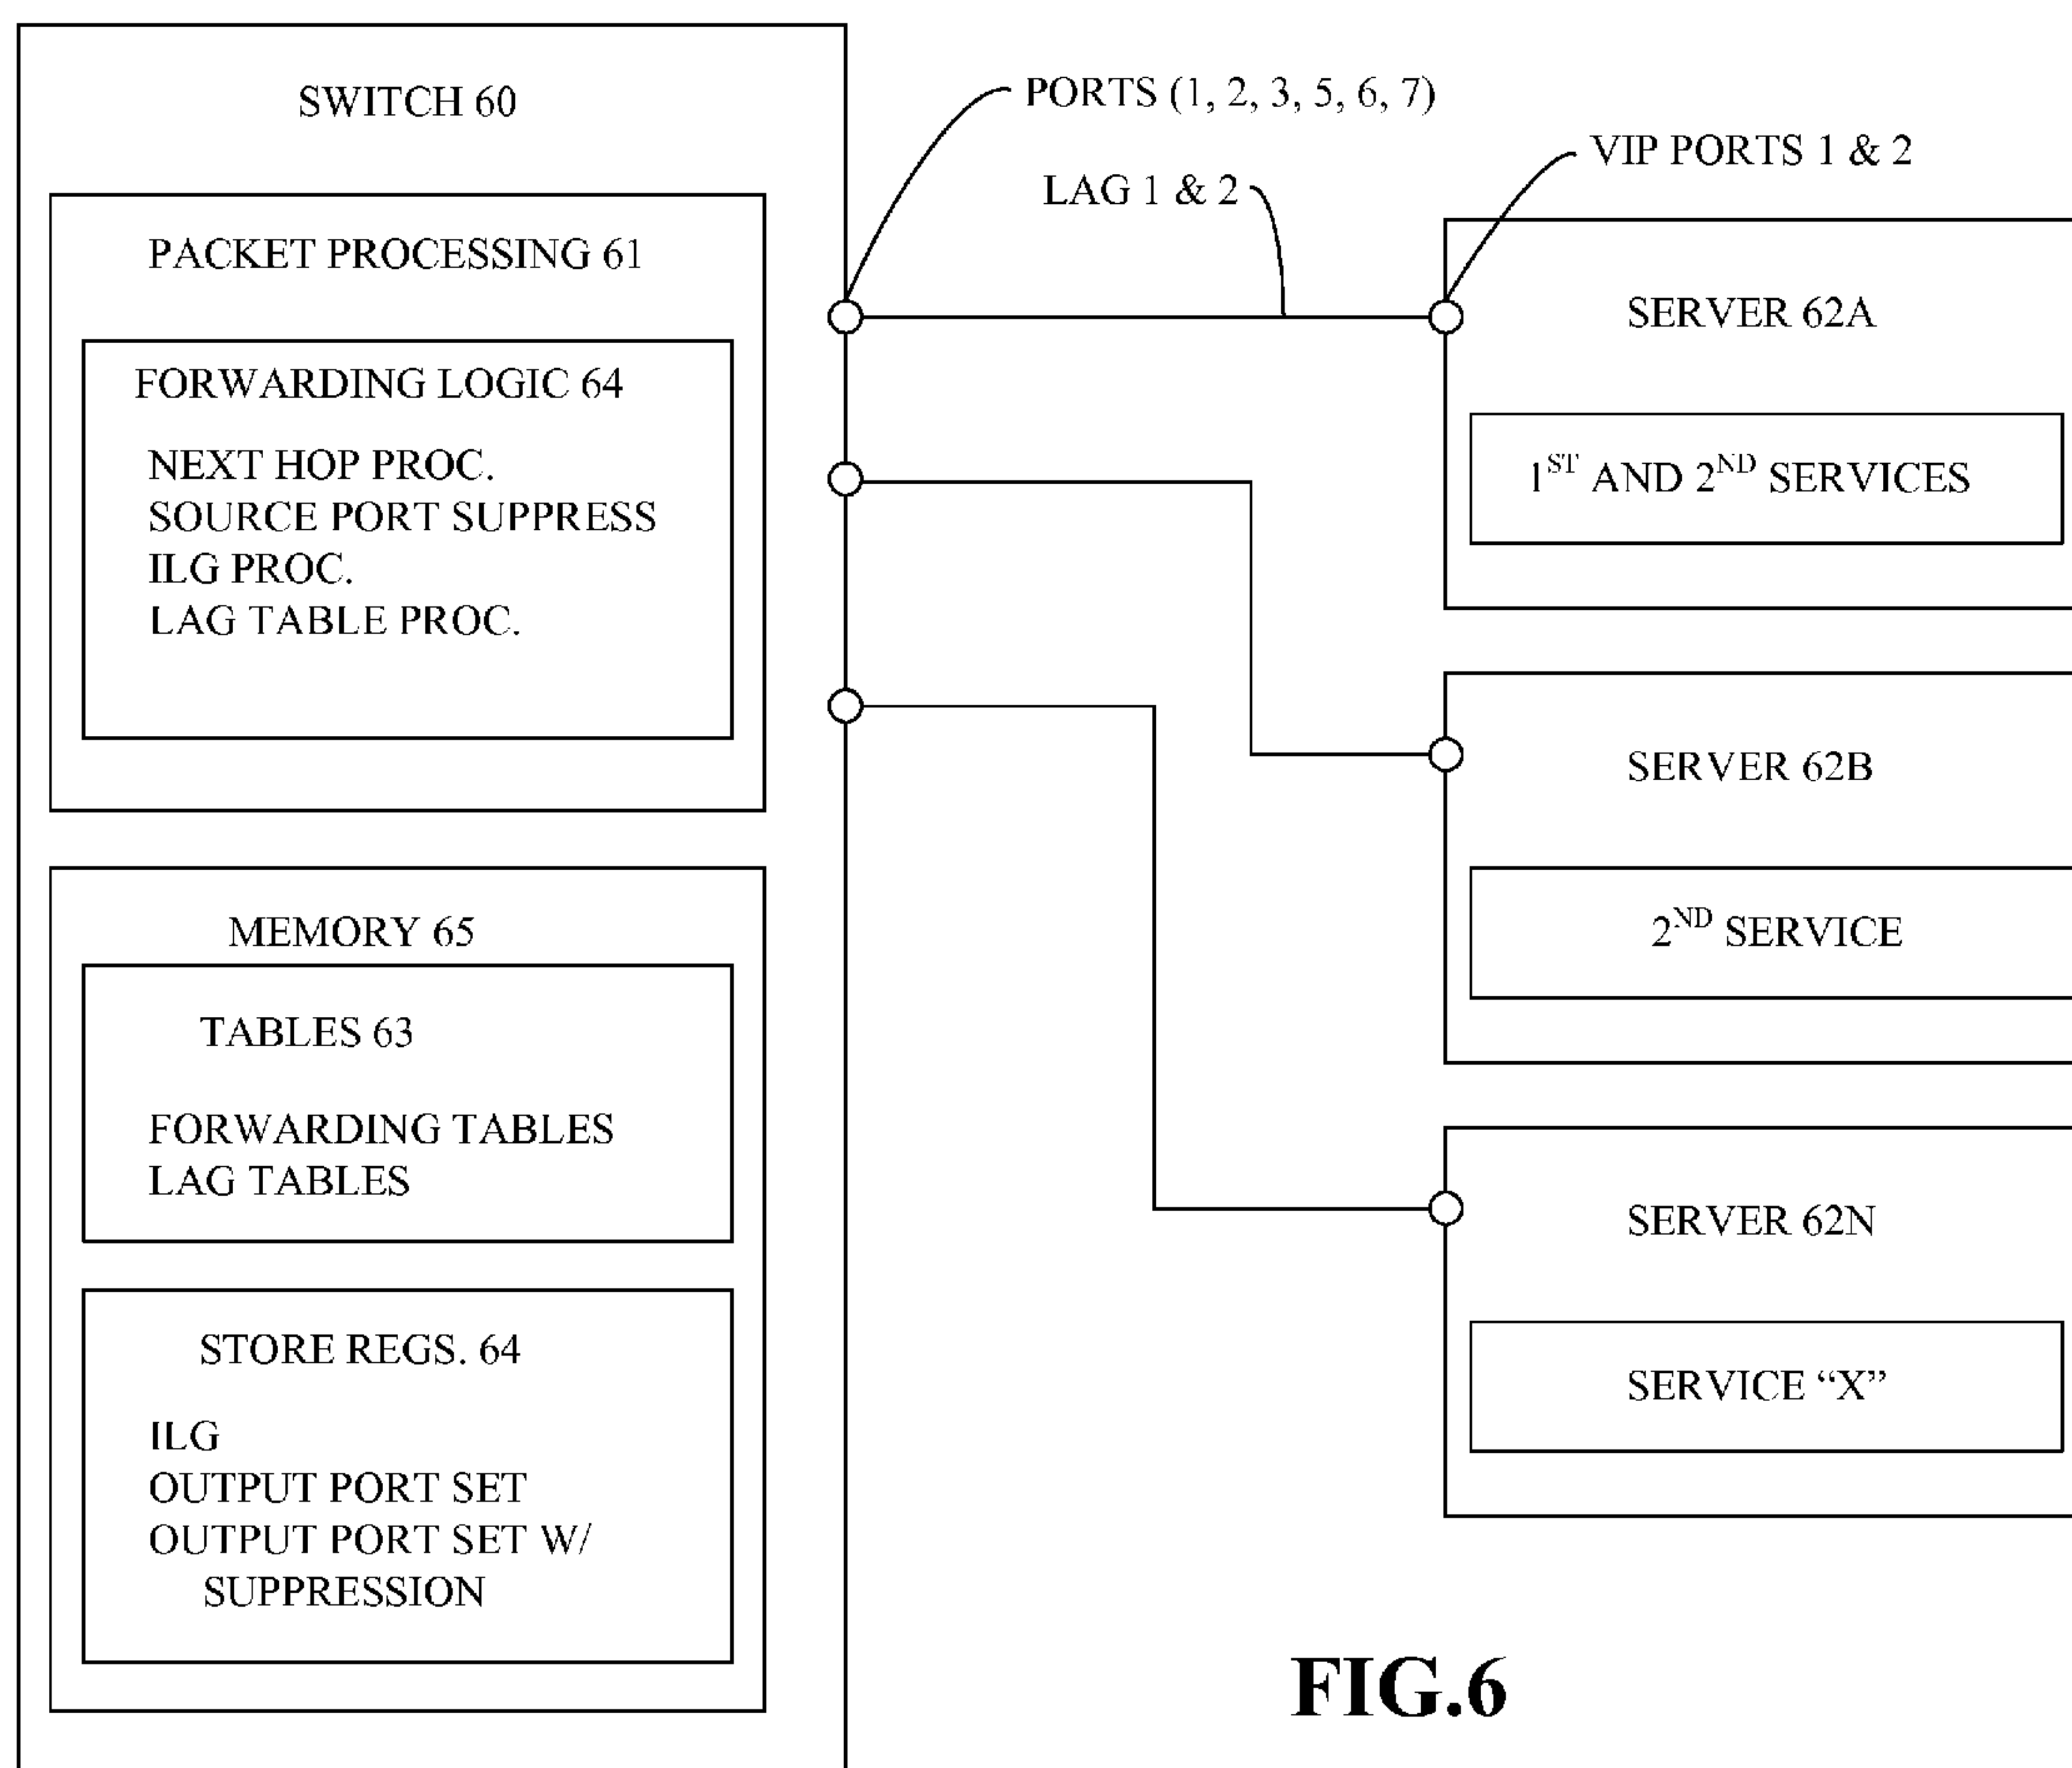 SWITCH 60
PACKET PROCESSING 61
FORWARDING LOGIC 64
NEXT HOP PROC.
SOURCE PORT SUPPRESS
ILG PROC.
LAG TABLE PROC.
MEMORY 65
TABLES 63
FORWARDING TABLES
LAG TABLES
STORE REGS. 64
ILG
OUTPUT PORT SET
OUTPUT PORT SET W/
SUPPRESSION
PORTS (1, 2, 3, 5, 6, 7)
LAG 1 & 2
VIP PORTS 1 & 2
SERVER 62A
1ST AND 2ND SERVICES
SERVER 62B
2ND SERVICE
SERVER 62N
SERVICE “X”
FIG.6